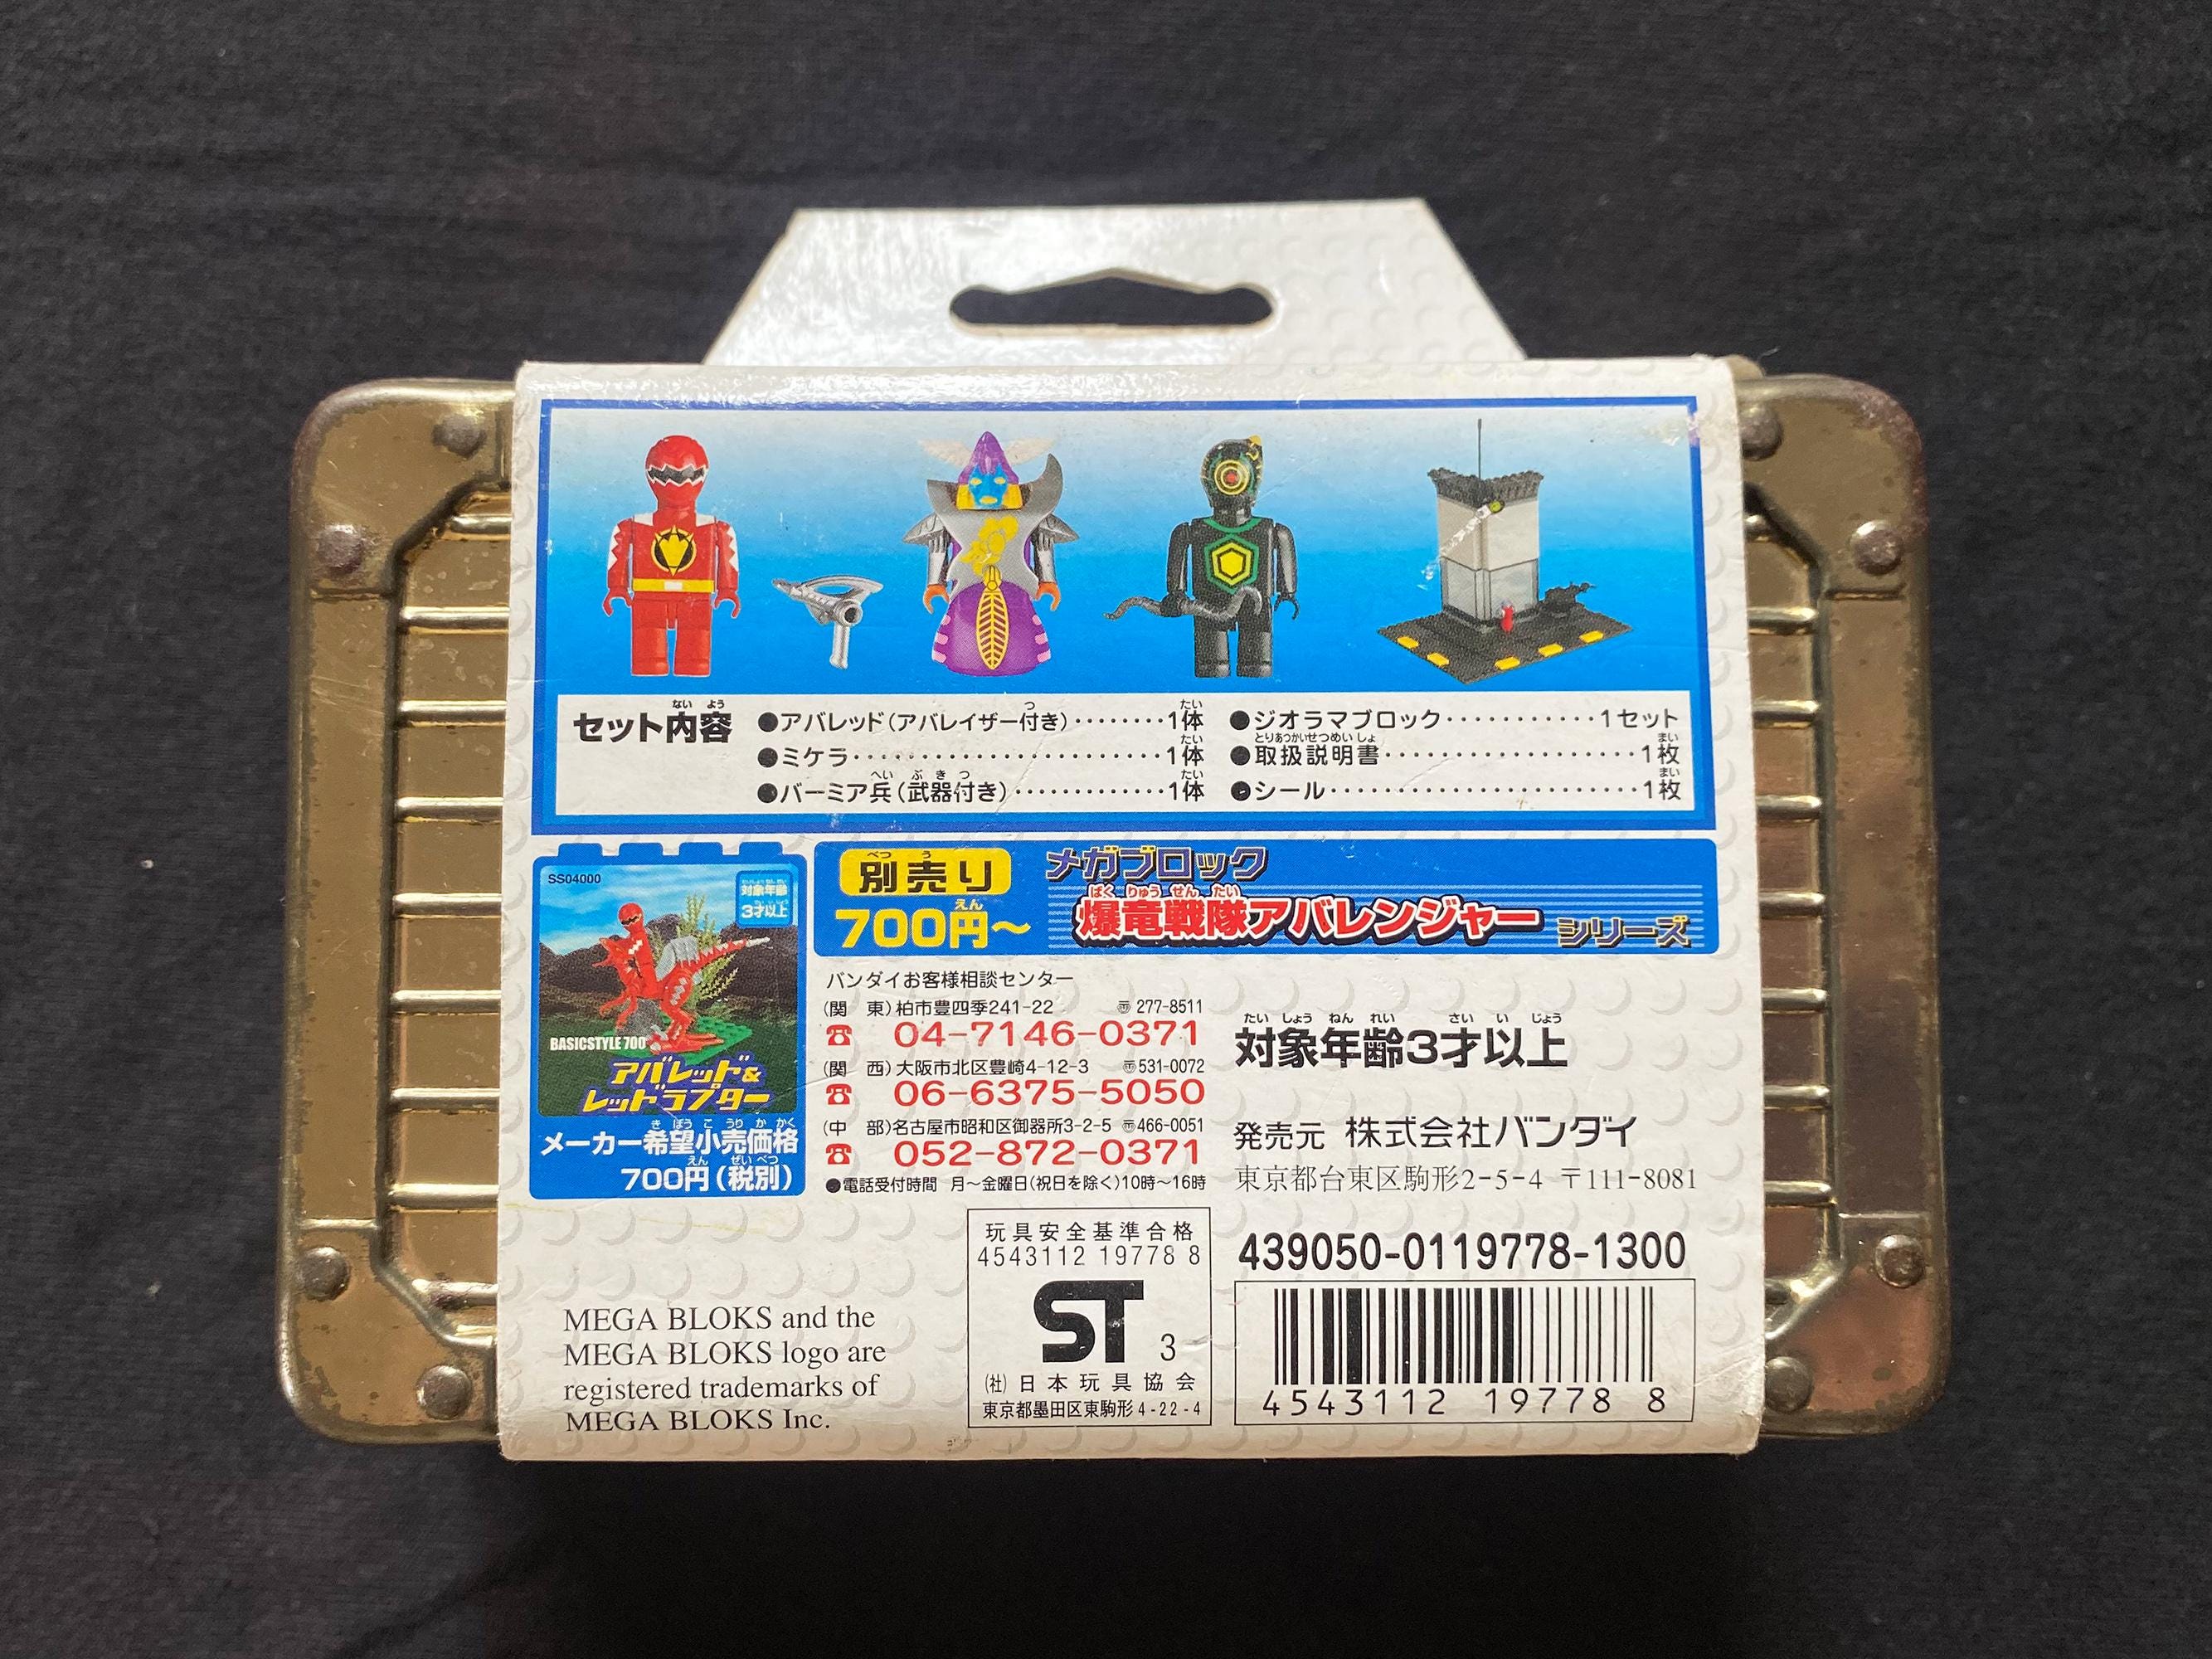 セット内容
●アバレッド(アバレイザー付き)········1体
●ミケラ······················1体
●バーミア兵(武器付き)············1体
●ジオラマブロック···········1セット
●取扱説明書··················1枚
●シール······················1枚
SS04000
対象年齢
3才以上
BASICSTYLE 700
アバレッド&
レッドラプター
メーカー希望小売価格
700円(税別)
別売り
700円〜
メガブロック
爆竜戦隊アバレンジャー シリーズ
バンダイお客様相談センター
(関 東)柏市豊四季241-22 〠277-8511
☎ 04-7146-0371
(関 西)大阪市北区豊崎4-12-3 〠531-0072
☎ 06-6375-5050
(中 部)名古屋市昭和区御器所3-2-5 〠466-0051
☎ 052-872-0371
●電話受付時間 月〜金曜日(祝日を除く)10時〜16時
対象年齢3才以上
発売元 株式会社バンダイ
東京都台東区駒形2-5-4 〒111-8081
MEGA BLOKS and the
MEGA BLOKS logo are
registered trademarks of
MEGA BLOKS Inc.
玩具安全基準合格
4543112 19778 8
ST 3
(社)日本玩具協会
東京都墨田区東駒形4-22-4
439050-0119778-1300
4543112 19778 8